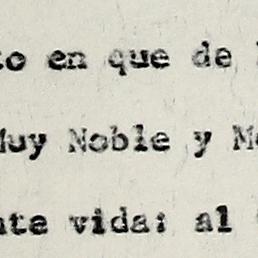 to en que de
Muy Noble y M
nte vida: al